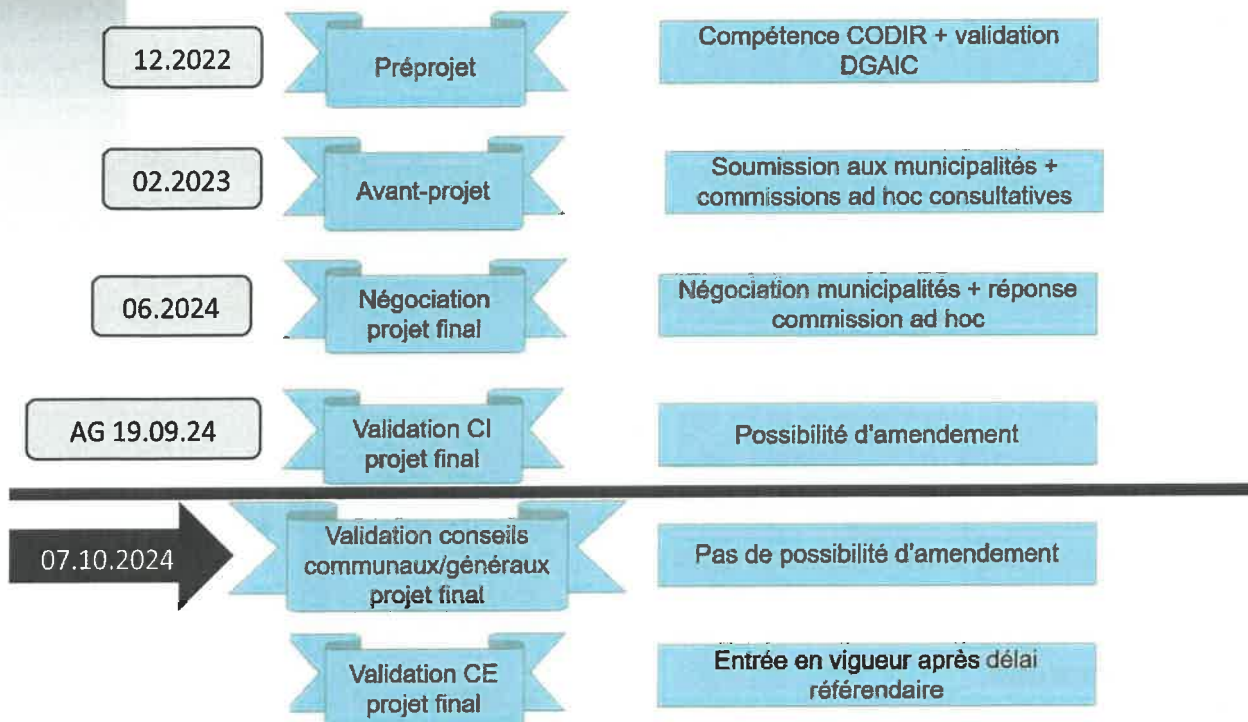 12.2022
Préprojet
Compétence CODIR + validation
DGAIC
02.2023
Avant-projet
Soumission aux municipalités +
commissions ad hoc consultatives
06.2024
Négociation
projet final
Négociation municipalités + réponse
commission ad hoc
AG 19.09.24
Validation CI
projet final
Possibilité d'amendement
07.10.2024
Validation conseils
communaux/généraux
projet final
Pas de possibilité d'amendement
Validation CE
projet final
Entrée en vigueur après délai
référendaire